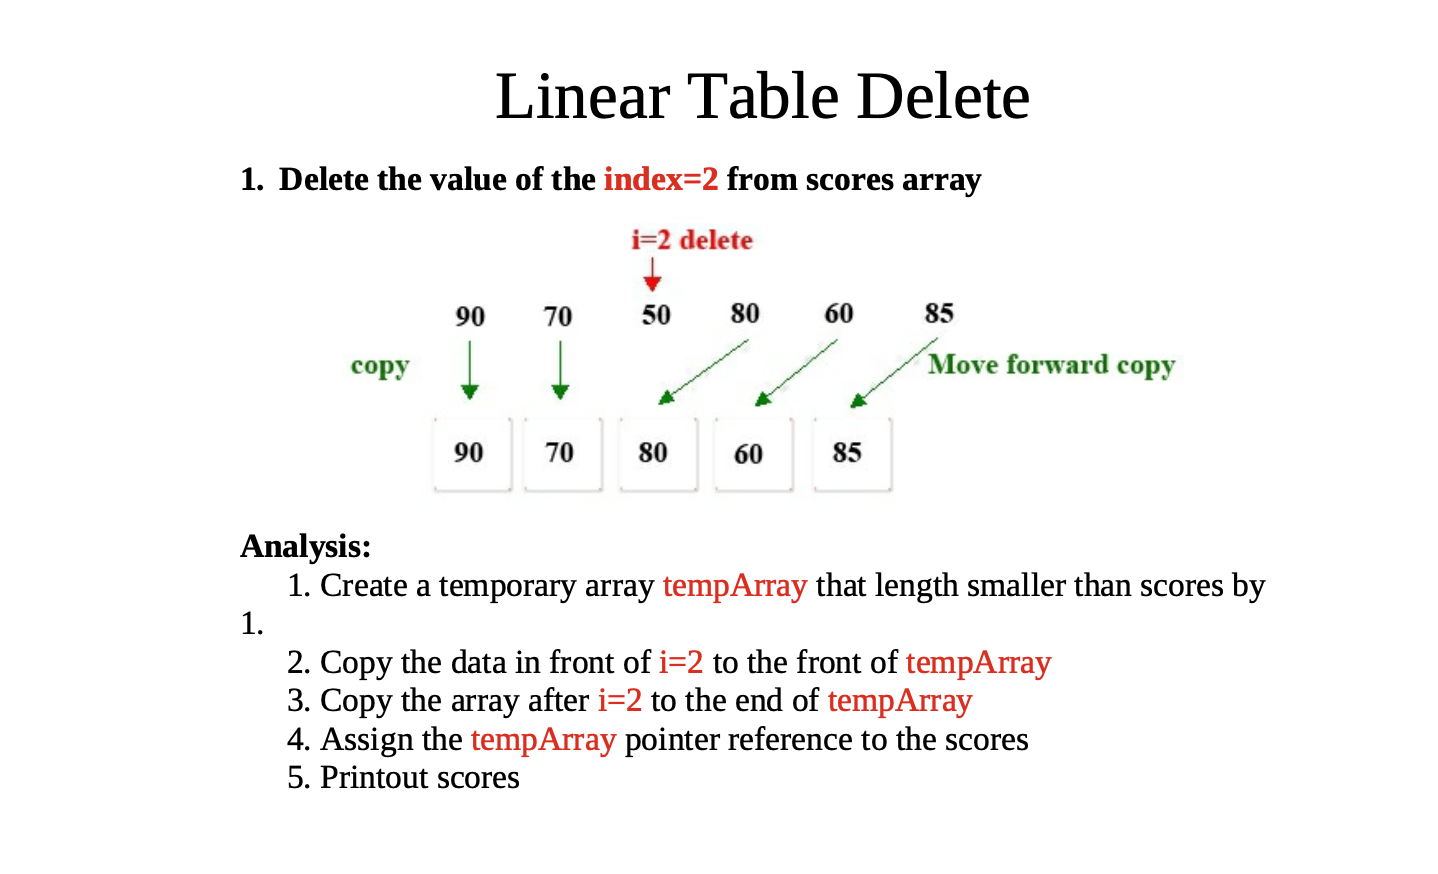 Linear Table Delete
1. Delete the value of the index=2 from scores array
i=2 delete
90 70 50 80 60 85
copy Move forward copy
90 70 80 60 85
Analysis:
1. Create a temporary array tempArray that length smaller than scores by
1.
2. Copy the data in front of i=2 to the front of tempArray
3. Copy the array after i=2 to the end of tempArray
4. Assign the tempArray pointer reference to the scores
5. Printout scores